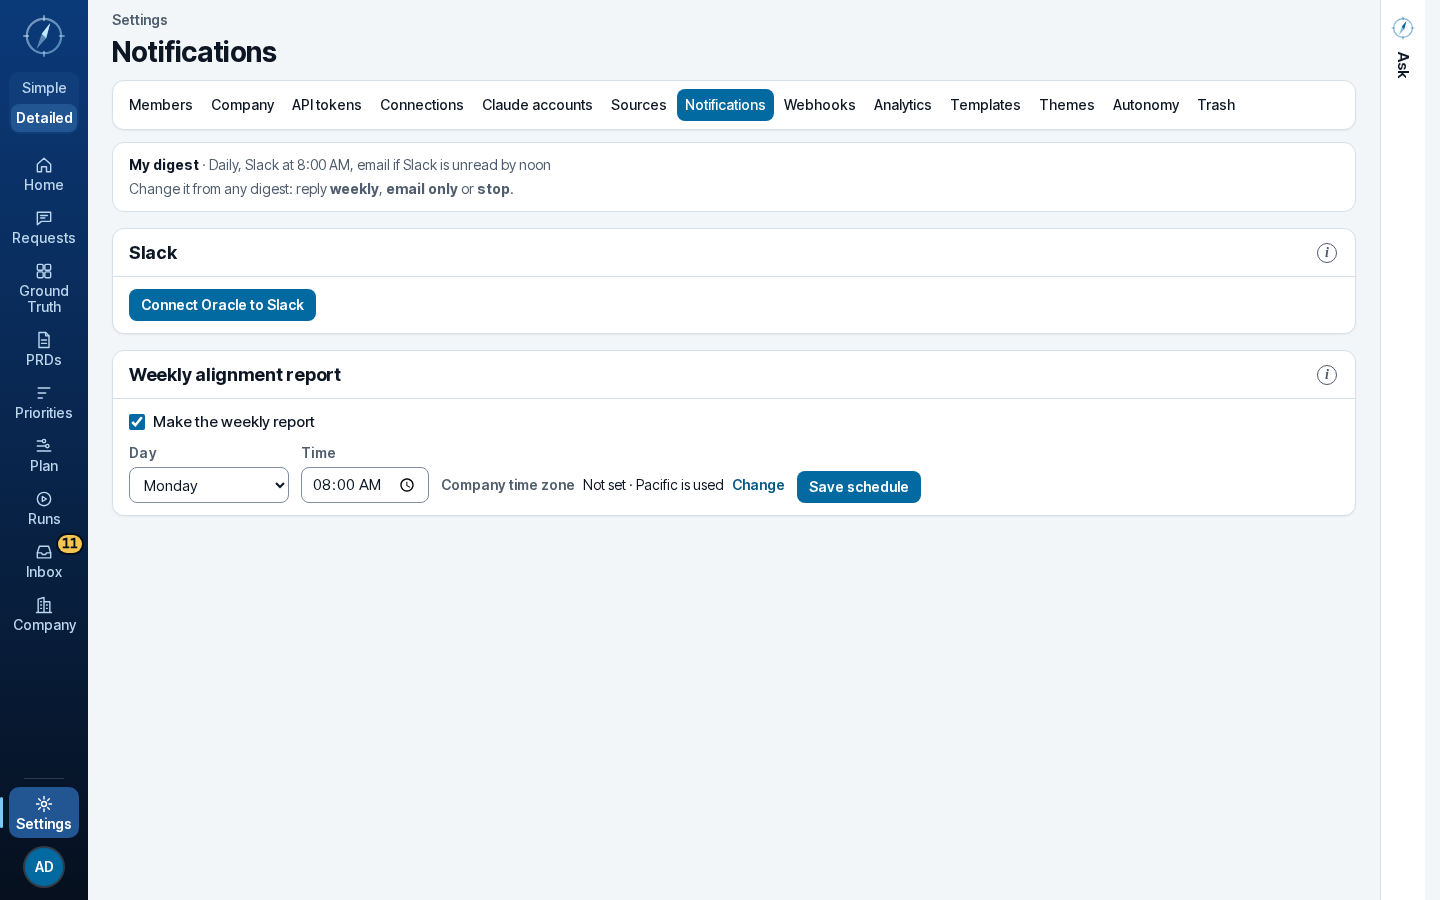 Settings
Notifications
Simple
Detailed
Home
Requests
Ground
Truth
PRDs
Priorities
Plan
Runs
11
Inbox
Company
Settings
AD
Members Company API tokens Connections Claude accounts Sources Notifications Webhooks Analytics Templates Themes Autonomy Trash
My digest · Daily, Slack at 8:00 AM, email if Slack is unread by noon
Change it from any digest: reply weekly, email only or stop.
Slack i
Connect Oracle to Slack
Weekly alignment report i
Make the weekly report
Day Time
Monday 08:00 AM Company time zone Not set · Pacific is used Change Save schedule
Ask